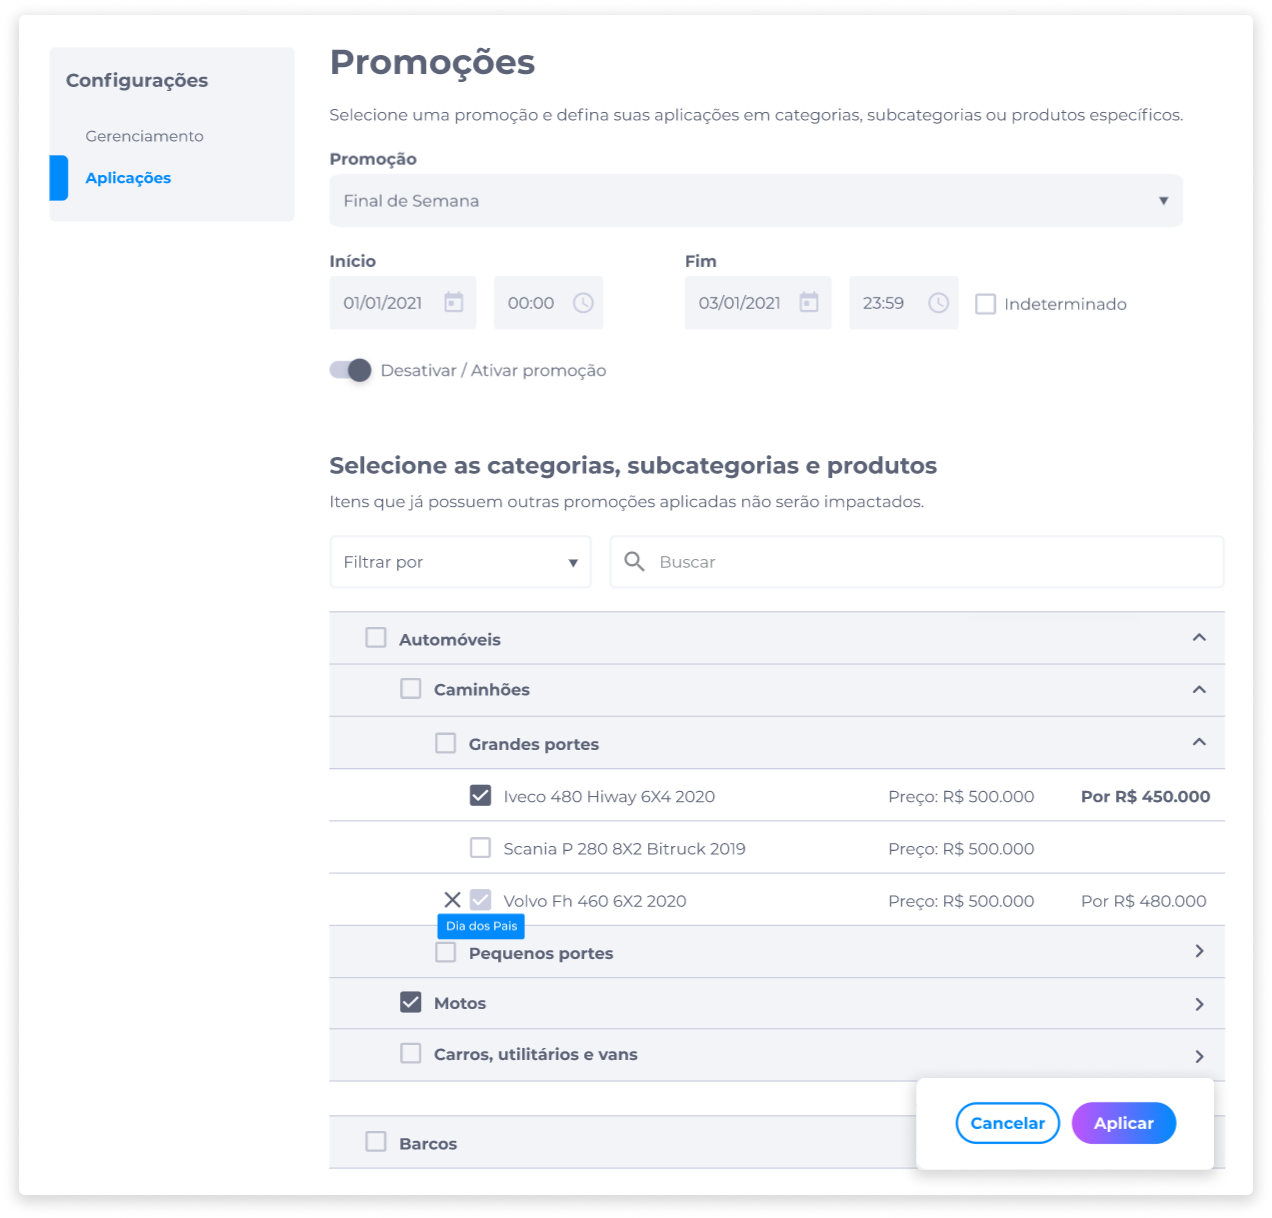 Configurações
Gerenciamento
Aplicações
Promoções
Selecione uma promoção e defina suas aplicações em categorias, subcategorias ou produtos específicos.
Promoção
Final de Semana
Início
Fim
01/01/2021
00:00
03/01/2021
23:59
Indeterminado
Desativar / Ativar promoção
Selecione as categorias, subcategorias e produtos
Itens que já possuem outras promoções aplicadas não serão impactados.
Filtrar por
Buscar
Automóveis
Caminhões
Grandes portes
Iveco 480 Hiway 6X4 2020 Preço: R$ 500.000 Por R$ 450.000
Scania P 280 8X2 Bitruck 2019 Preço: R$ 500.000
Volvo Fh 460 6X2 2020 Preço: R$ 500.000 Por R$ 480.000
Dia dos Pais
Pequenos portes
Motos
Carros, utilitários e vans
Cancelar
Aplicar
Barcos